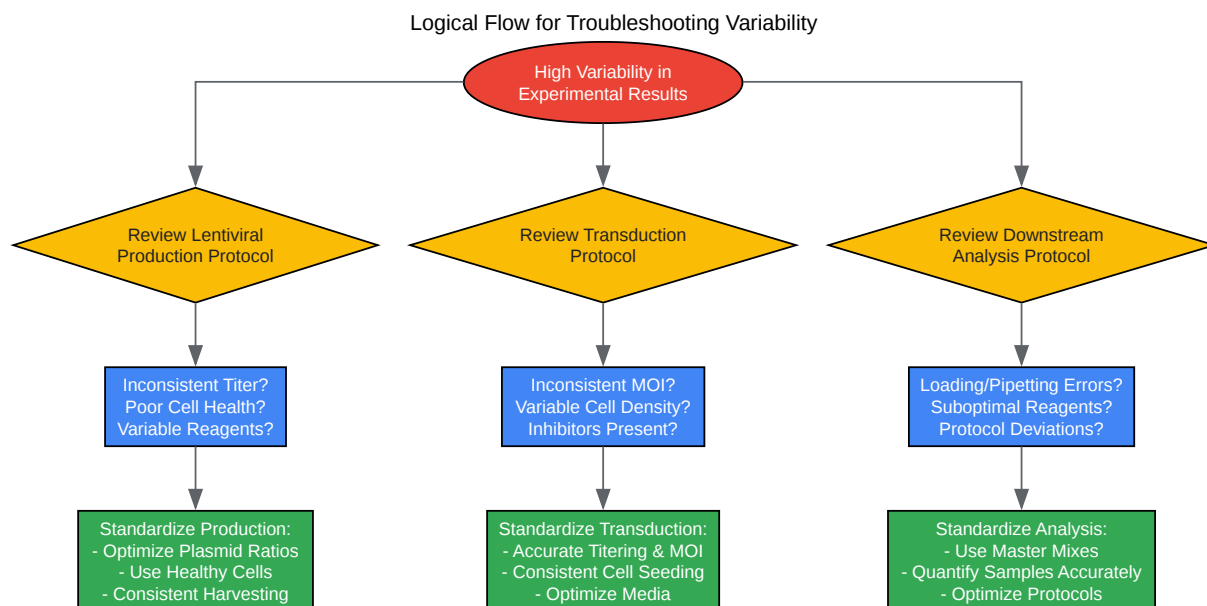 Logical Flow for Troubleshooting Variability
High Variability in
Experimental Results
Review Lentiviral
Production Protocol
Review Transduction
Protocol
Review Downstream
Analysis Protocol
Inconsistent Titer?
Poor Cell Health?
Variable Reagents?
Inconsistent MOI?
Variable Cell Density?
Inhibitors Present?
Loading/Pipetting Errors?
Suboptimal Reagents?
Protocol Deviations?
Standardize Production:
- Optimize Plasmid Ratios
- Use Healthy Cells
- Consistent Harvesting
Standardize Transduction:
- Accurate Titering & MOI
- Consistent Cell Seeding
- Optimize Media
Standardize Analysis:
- Use Master Mixes
- Quantify Samples Accurately
- Optimize Protocols